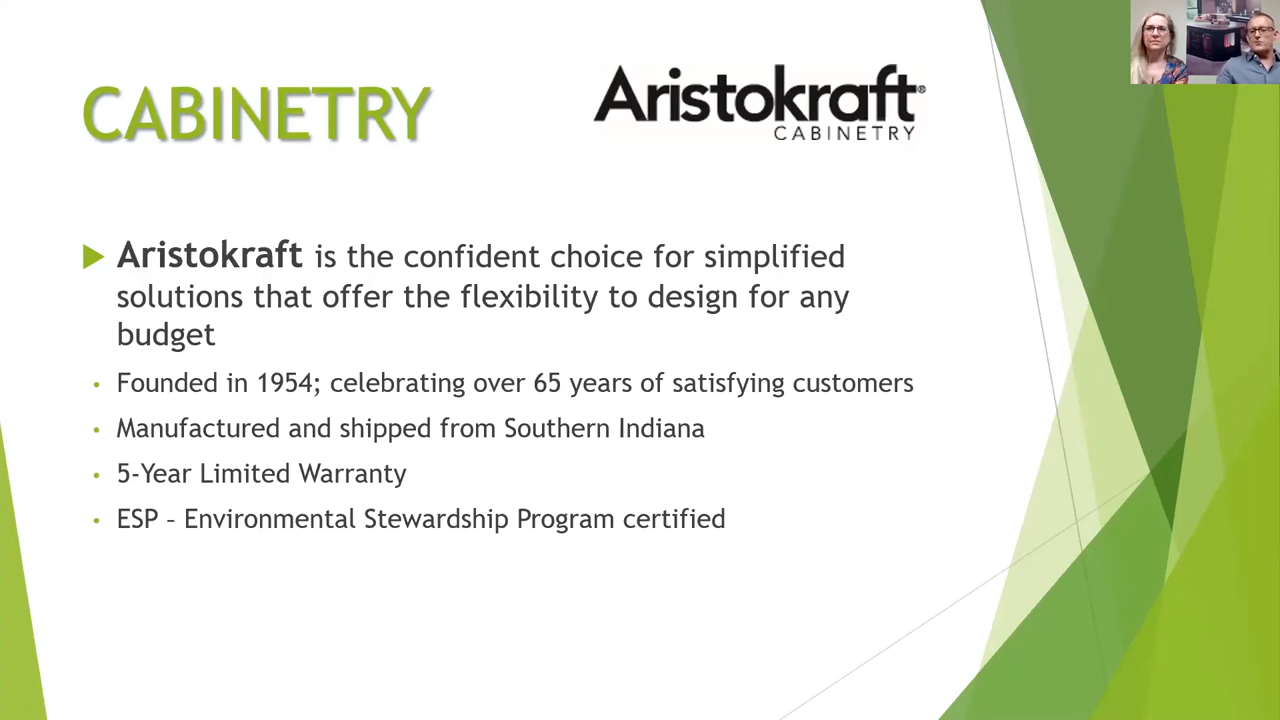 CABINETRY
Aristokraft®
CABINETRY
Aristokraft is the confident choice for simplified
solutions that offer the flexibility to design for any
budget
• Founded in 1954; celebrating over 65 years of satisfying customers
• Manufactured and shipped from Southern Indiana
• 5-Year Limited Warranty
• ESP – Environmental Stewardship Program certified